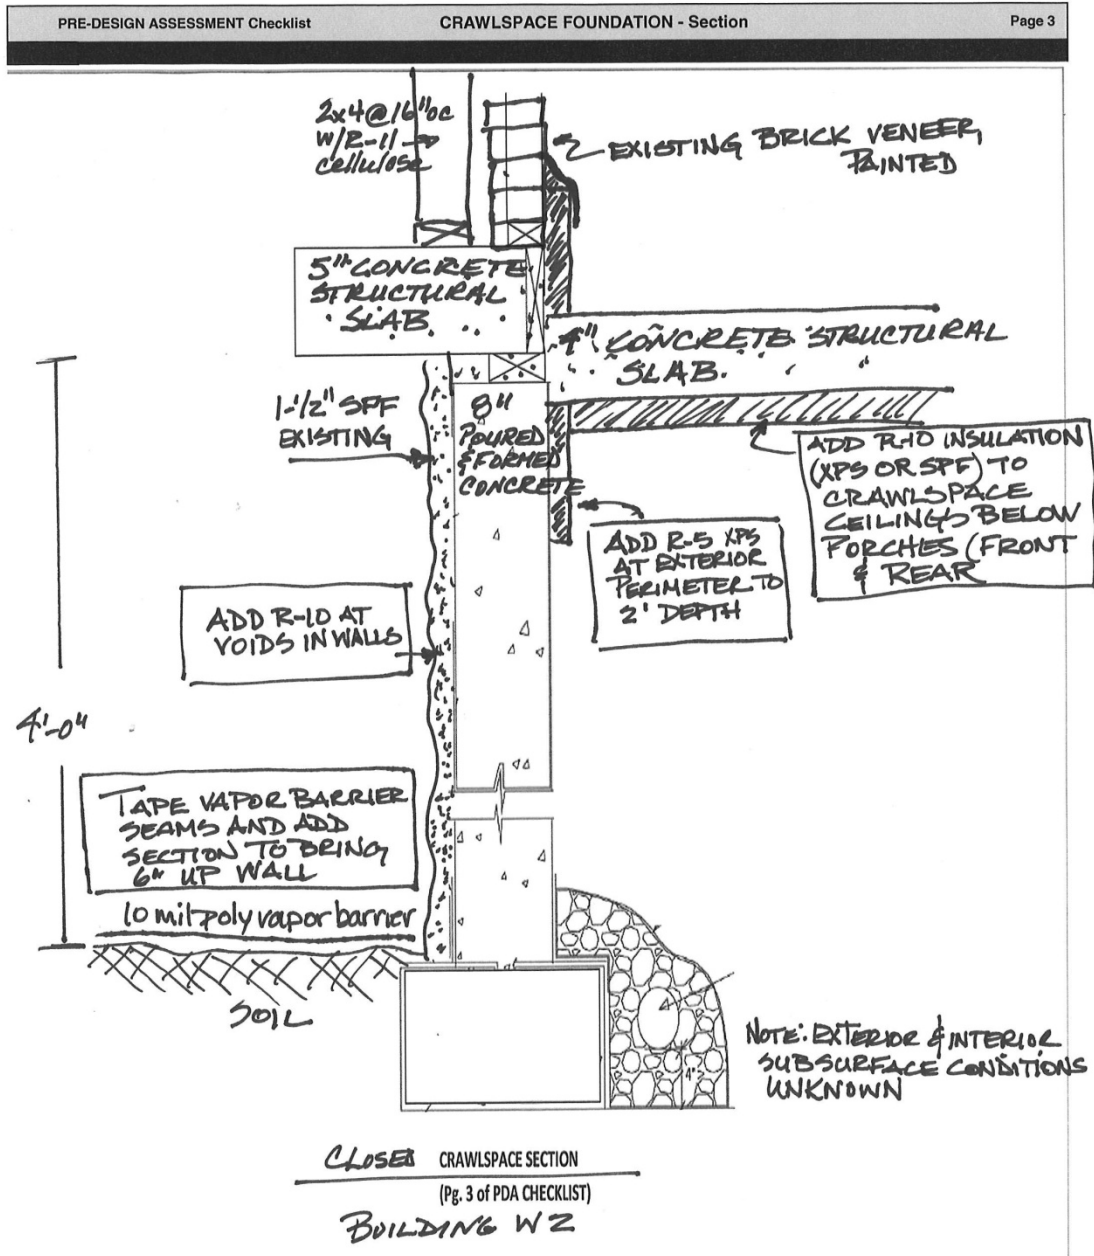 PRE-DESIGN ASSESSMENT Checklist
CRAWLSPACE FOUNDATION - Section
Page 3
2x4@16"oc
W/R-11
cellulose
EXISTING BRICK VENEER,
PAINTED
5" CONCRETE
STRUCTURAL
SLAB
4" CONCRETE STRUCTURAL
SLAB.
1-1/2" SPF
EXISTING
8"
POURED
& FORMED
CONCRETE
ADD R-10 INSULATION
(XPS OR SPF) TO
CRAWLSPACE
CEILINGS BELOW
PORCHES (FRONT
& REAR
ADD R-5 XPS
AT EXTERIOR
PERIMETER TO
2' DEPTH
ADD R-10 AT
VOIDS IN WALLS
4'-0"
TAPE VAPOR BARRIER
SEAMS AND ADD
SECTION TO BRING
6" UP WALL
10 mil poly vapor barrier
SOIL
4"
NOTE: EXTERIOR & INTERIOR
SUBSURFACE CONDITIONS
UNKNOWN
CLOSED CRAWLSPACE SECTION
(Pg. 3 of PDA CHECKLIST)
BUILDING W2